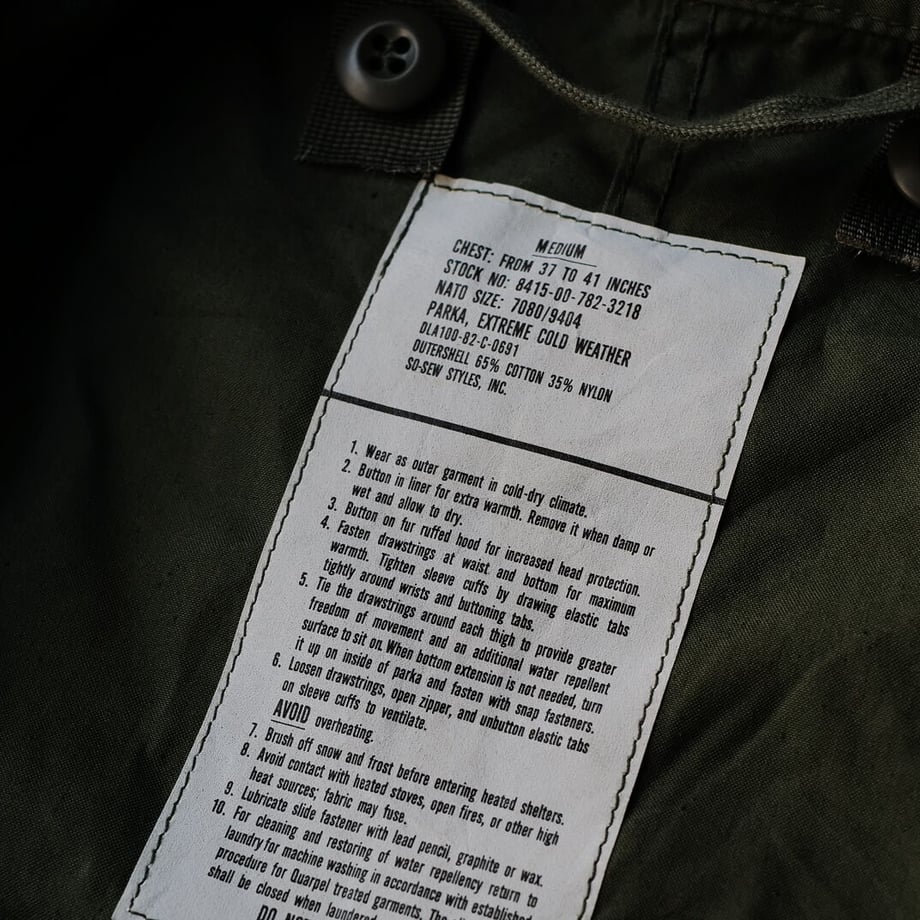 MEDIUM
CHEST: FROM 37 TO 41 INCHES
STOCK NO: 8415-00-782-3218
NATO SIZE: 7080/9404
PARKA, EXTREME COLD WEATHER
DLA100-82-C-0691
OUTERSHELL 65% COTTON 35% NYLON
SO-SEW STYLES, INC.
1. Wear as outer garment in cold-dry climate.
2. Button in liner for extra warmth. Remove it when damp or
wet and allow to dry.
3. Button on fur ruffed hood for increased head protection.
4. Fasten drawstrings at waist and bottom for maximum
warmth. Tighten sleeve cuffs by drawing elastic tabs
tightly around wrists and buttoning tabs.
5. Tie the drawstrings around each thigh to provide greater
freedom of movement and an additional water repellent
surface to sit on. When bottom extension is not needed, turn
it up on inside of parka and fasten with snap fasteners.
6. Loosen drawstrings, open zipper, and unbutton elastic tabs
on sleeve cuffs to ventilate.
AVOID overheating.
7. Brush off snow and frost before entering heated shelters.
8. Avoid contact with heated stoves, open fires, or other high
heat sources; fabric may fuse.
9. Lubricate slide fastener with lead pencil, graphite or wax.
10. For cleaning and restoring of water repellency return to
laundry for machine washing in accordance with established
procedure for Quarpel treated garments. The
shall be closed when laundered
DO